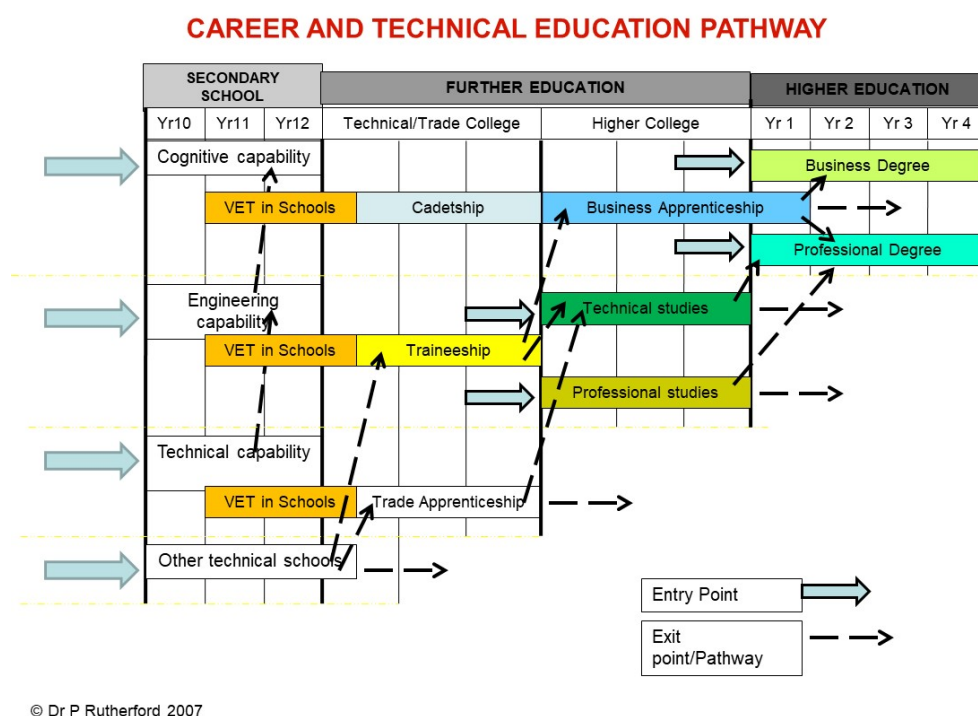 CAREER AND TECHNICAL EDUCATION PATHWAY
SECONDARY
SCHOOL
FURTHER EDUCATION
HIGHER EDUCATION
Yr10
Yr11
Yr12
Technical/Trade College
Higher College
Yr 1
Yr 2
Yr 3
Yr 4
Cognitive capability
Business Degree
VET in Schools
Cadetship
Business Apprenticeship
Professional Degree
Engineering
capability
Technical studies
VET in Schools
Traineeship
Professional studies
Technical capability
VET in Schools
Trade Apprenticeship
Other technical schools
Entry Point
Exit
point/Pathway
© Dr P Rutherford 2007